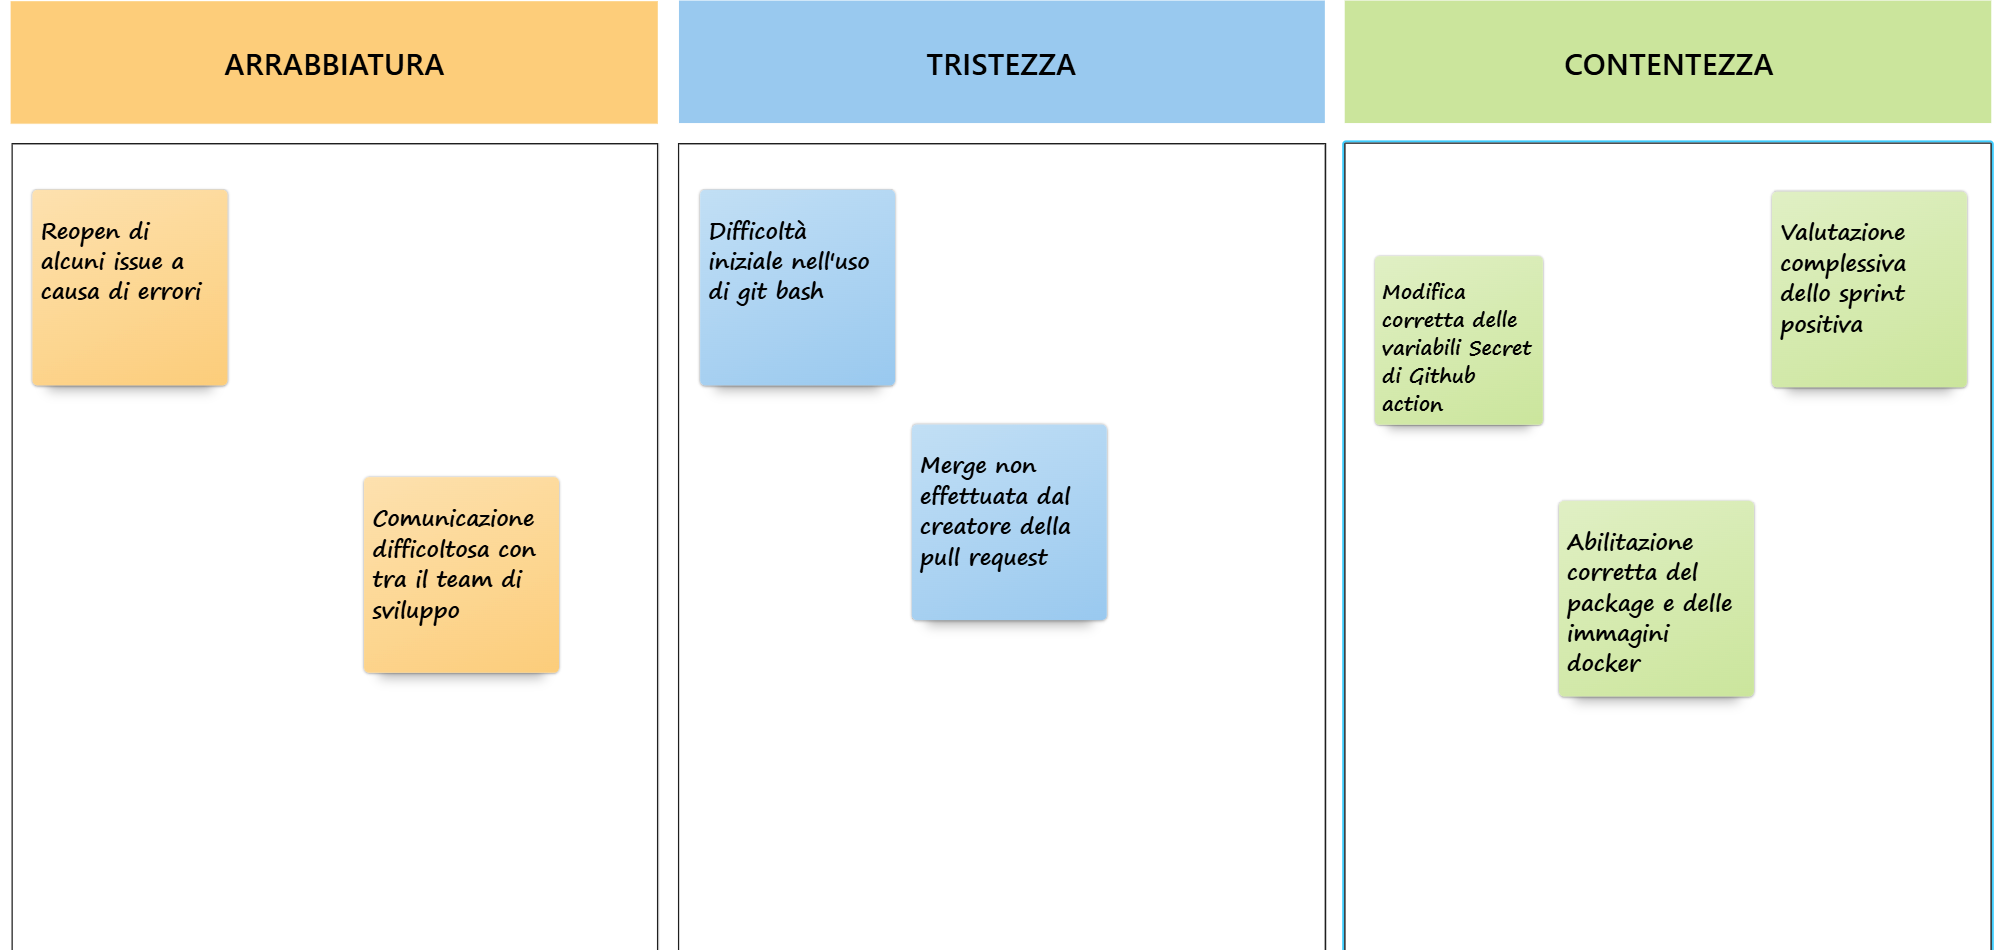 ARRABBIATURA
TRISTEZZA
CONTENTEZZA
Reopen di
alcuni issue a
causa di errori
Comunicazione
difficoltosa con
tra il team di
sviluppo
Difficoltà
iniziale nell'uso
di git bash
Merge non
effettuata dal
creatore della
pull request
Modifica
corretta delle
variabili Secret
di Github
action
Valutazione
complessiva
dello sprint
positiva
Abilitazione
corretta del
package e delle
immagini
docker